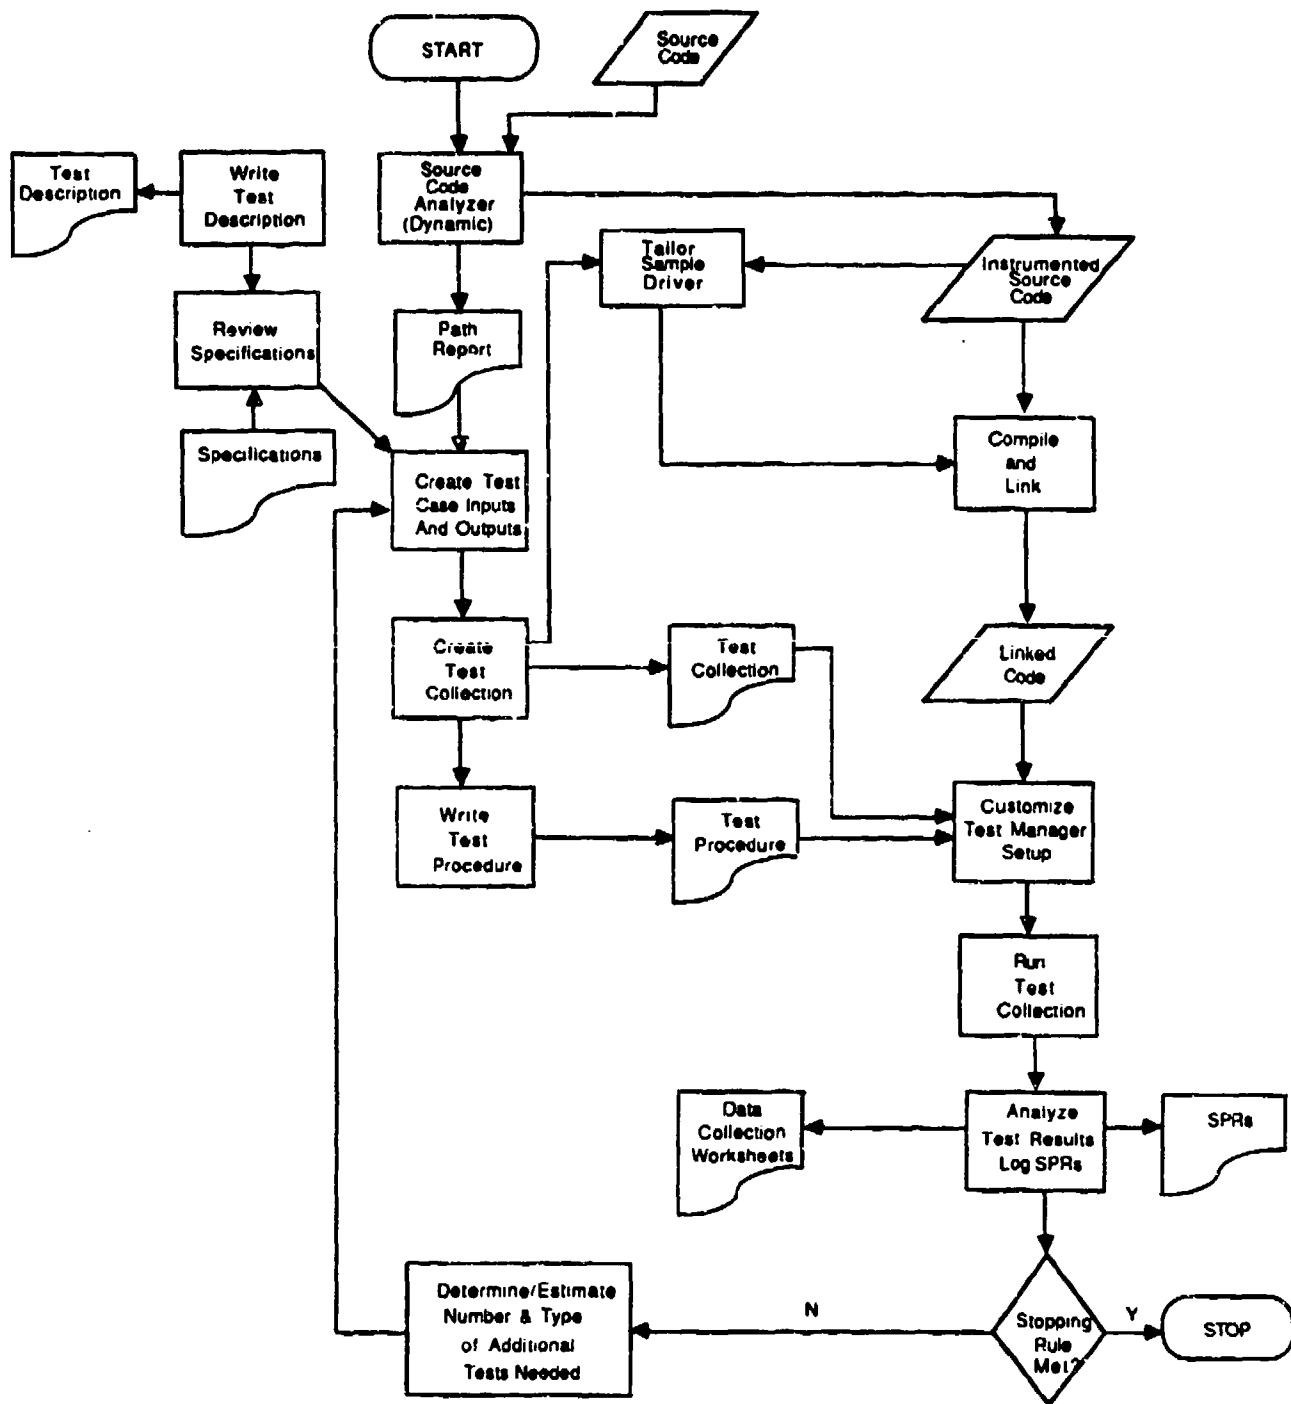 START
Source
Code
Test
Description
Write
Test
Description
Source
Code
Analyzer
(Dynamic)
Tailor
Sample
Driver
Instrumented
Source
Code
Review
Specifications
Path
Report
Specifications
Create Test
Case Inputs
And Outputs
Compile
and
Link
Create
Test
Collection
Test
Collection
Linked
Code
Write
Test
Procedure
Test
Procedure
Customize
Test Manager
Setup
Run
Test
Collection
Data
Collection
Worksheets
Analyze
Test Results
Log SPRs
SPRs
Determine/Estimate
Number & Type
of Additional
Tests Needed
N
Stopping
Rule
Met?
Y
STOP